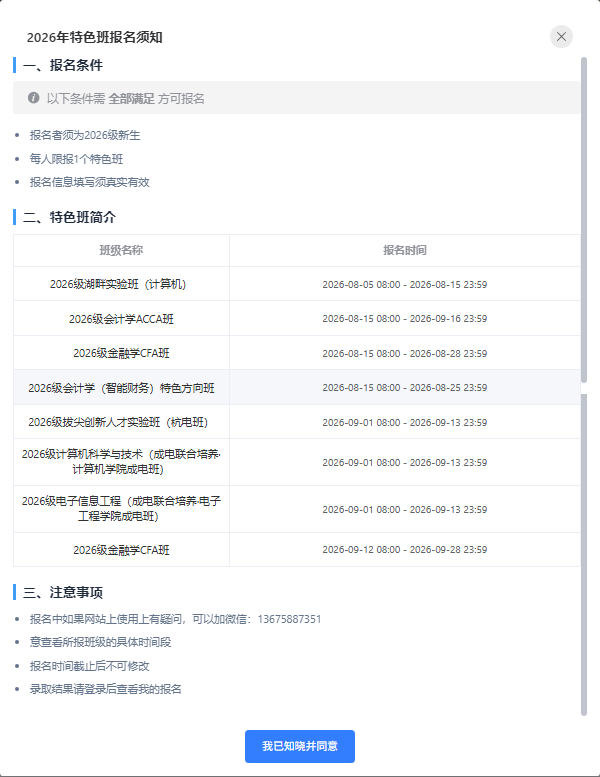 2026年特色班报名须知
一、报名条件
以下条件需 全部满足 方可报名
报名者须为2026级新生
每人限报1个特色班
报名信息填写须真实有效
二、特色班简介
班级名称 报名时间
2026级湖畔实验班（计算机） 2026-08-05 08:00 - 2026-08-15 23:59
2026级会计学ACCA班 2026-08-15 08:00 - 2026-09-16 23:59
2026级金融学CFA班 2026-08-15 08:00 - 2026-08-28 23:59
2026级会计学（智能财务）特色方向班 2026-08-15 08:00 - 2026-08-25 23:59
2026级拔尖创新人才实验班（杭电班） 2026-09-01 08:00 - 2026-09-13 23:59
2026级计算机科学与技术（成电联合培养·
计算机学院成电班） 2026-09-01 08:00 - 2026-09-13 23:59
2026级电子信息工程（成电联合培养·电子
工程学院成电班） 2026-09-01 08:00 - 2026-09-13 23:59
2026级金融学CFA班 2026-09-12 08:00 - 2026-09-28 23:59
三、注意事项
报名中如果网站上使用上有疑问，可以加微信：13675887351
意查看所报班级的具体时间段
报名时间截止后不可修改
录取结果请登录后查看我的报名
我已知晓并同意